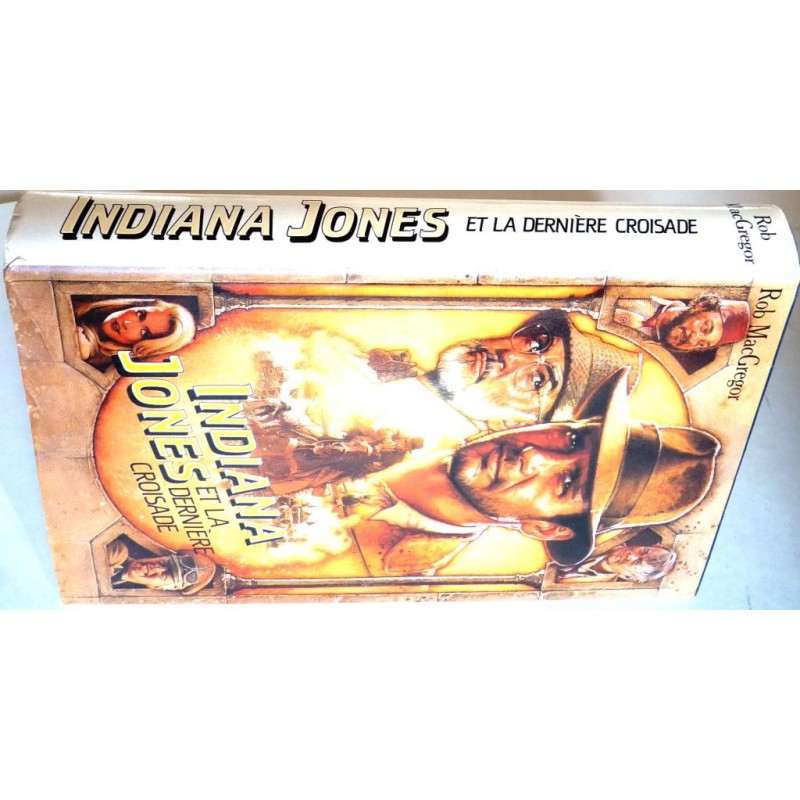 INDIANA JONES ET LA DERNIÈRE CROISADE
Rob
MacGregor
Rob MacGregor
INDIANA
JONES
ET LA
DERNIÈRE
CROISADE